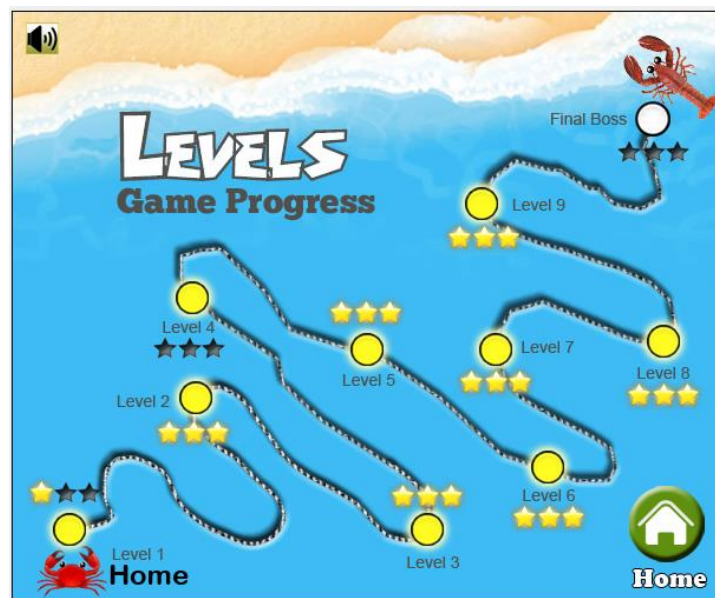 Final Boss
LEVELS
Game Progress
Level 9
Level 4
Level 5
Level 7
Level 8
Level 2
Level 6
Level 3
Level 1
Home
Home